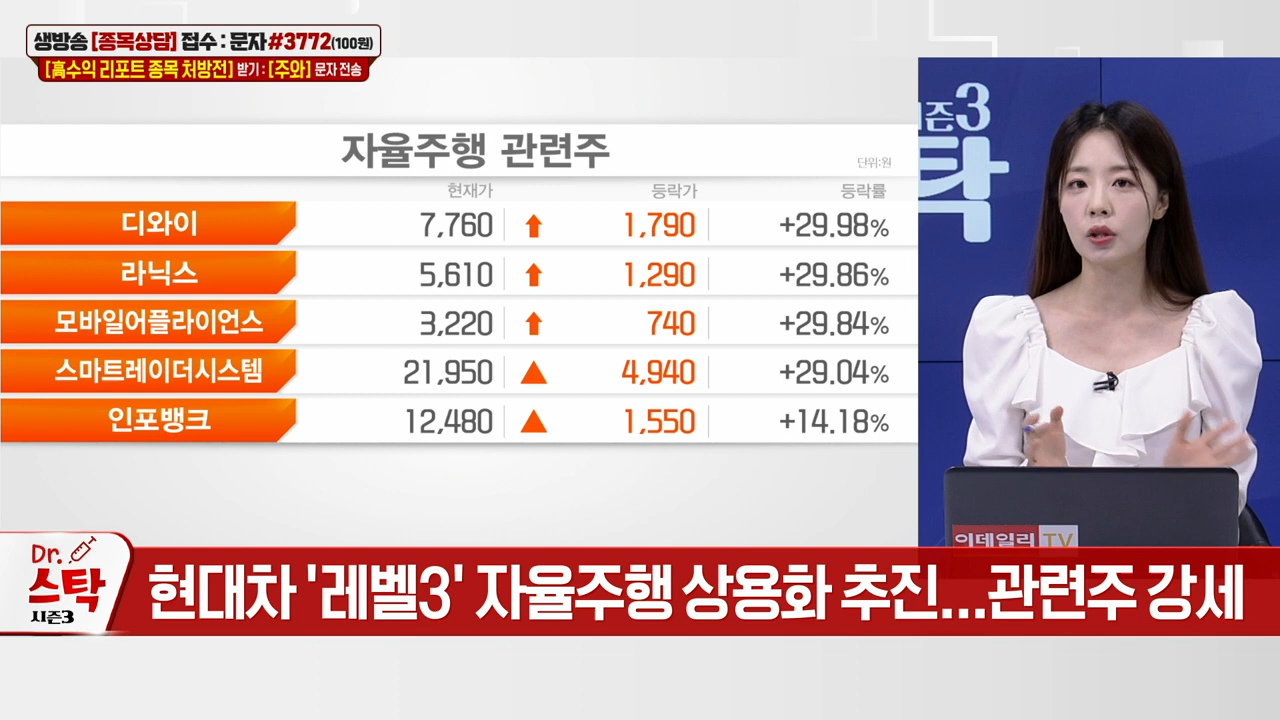 생방송 [종목상담] 접수 : 문자#3772(100원)
[高수익 리포트 종목 처방전] 받기 : [주와] 문자 전송
자율주행 관련주
단위:원
현재가 등락가 등락률
디와이 7,760 1,790 +29.98%
라닉스 5,610 1,290 +29.86%
모바일어플라이언스 3,220 740 +29.84%
스마트레이더시스템 21,950 4,940 +29.04%
인포뱅크 12,480 1,550 +14.18%
시즌3
탁
이데일리 TV
Dr.
스탁
시즌3
현대차 '레벨3' 자율주행 상용화 추진...관련주 강세